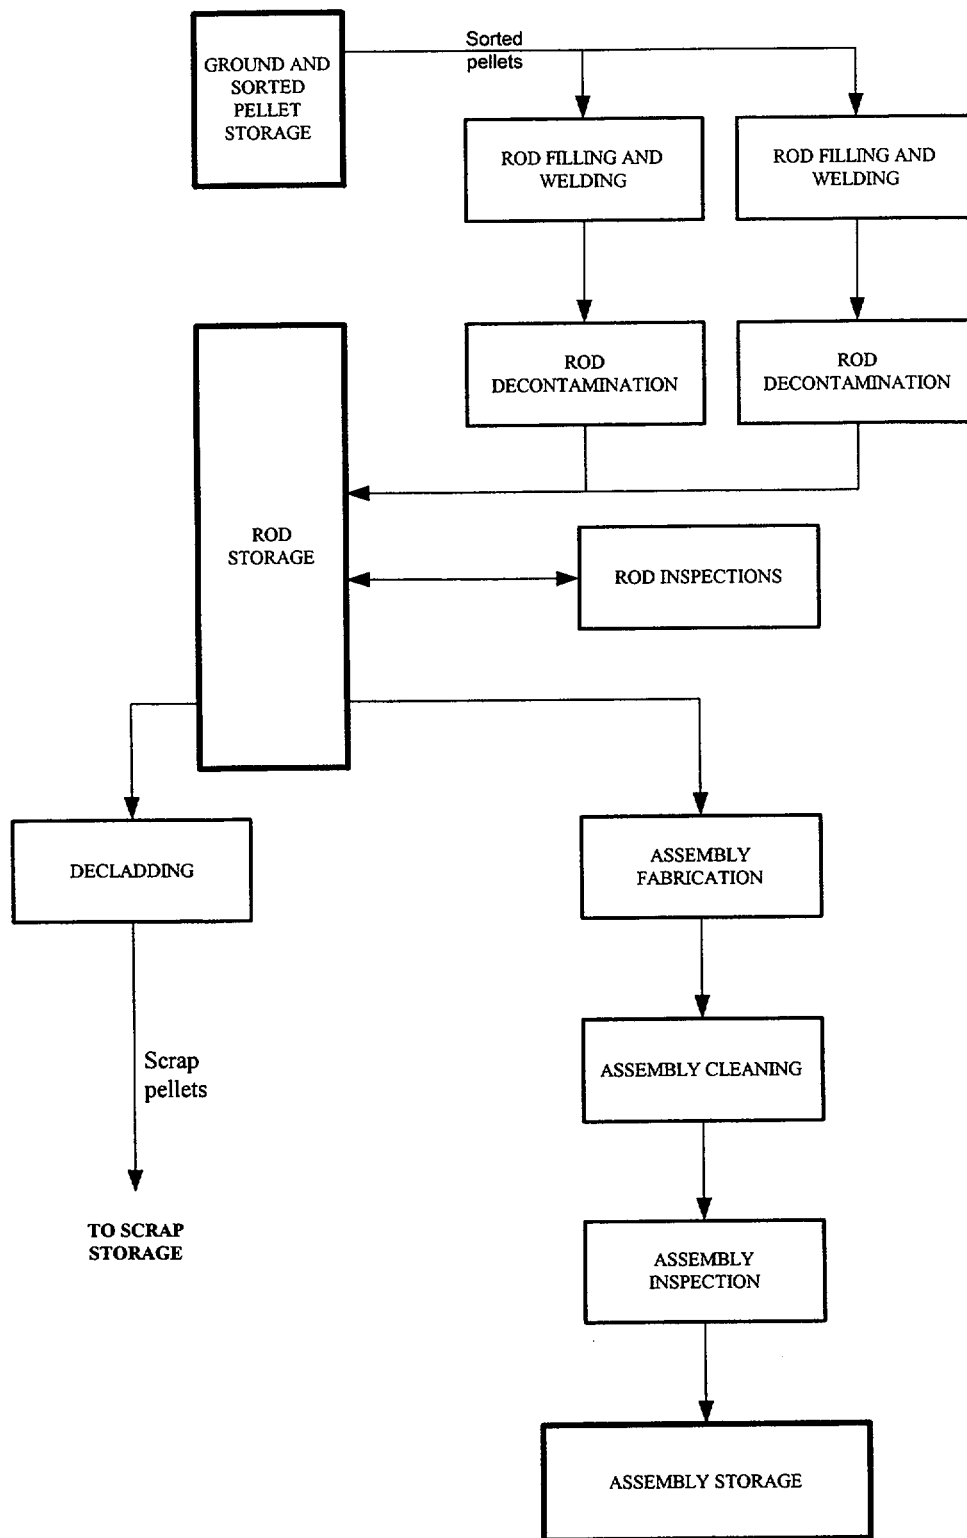 Sorted
pellets
GROUND AND
SORTED
PELLET
STORAGE
ROD FILLING AND
WELDING
ROD FILLING AND
WELDING
ROD
DECONTAMINATION
ROD
DECONTAMINATION
ROD
STORAGE
ROD INSPECTIONS
DECLADDING
ASSEMBLY
FABRICATION
Scrap
pellets
ASSEMBLY CLEANING
TO SCRAP
STORAGE
ASSEMBLY
INSPECTION
ASSEMBLY STORAGE